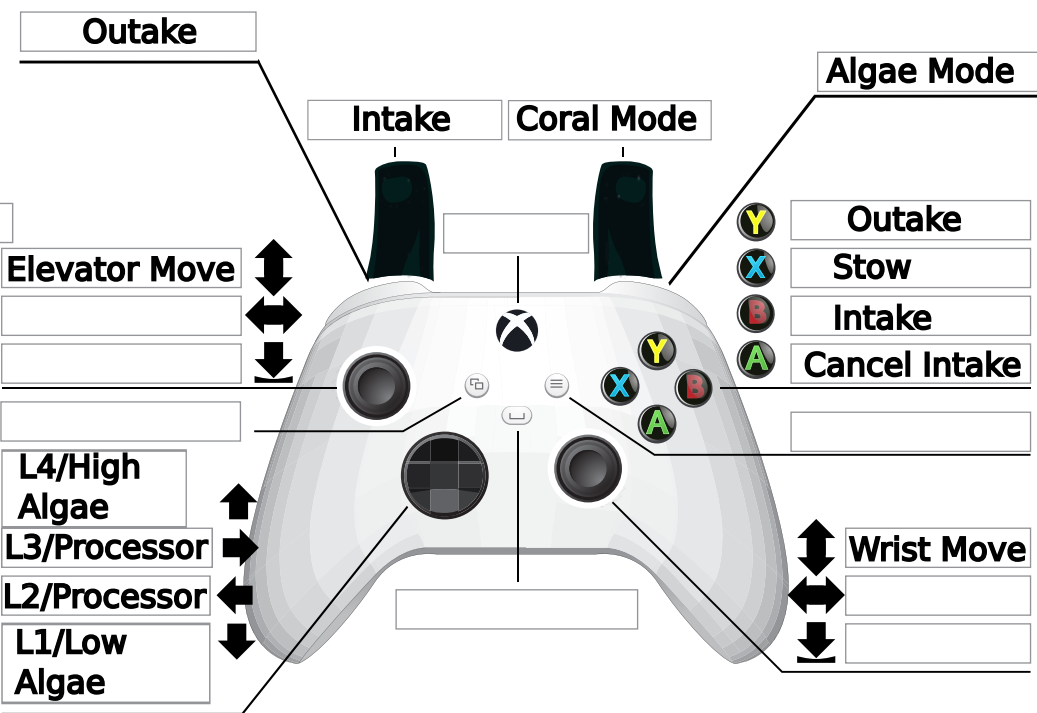 Outake
Algae Mode
Intake
Coral Mode
Y
Outake
Elevator Move
X
Stow
B
Intake
Y
A
Cancel Intake
X
B
A
L4/High
Algae
L3/Processor
Wrist Move
L2/Processor
L1/Low
Algae